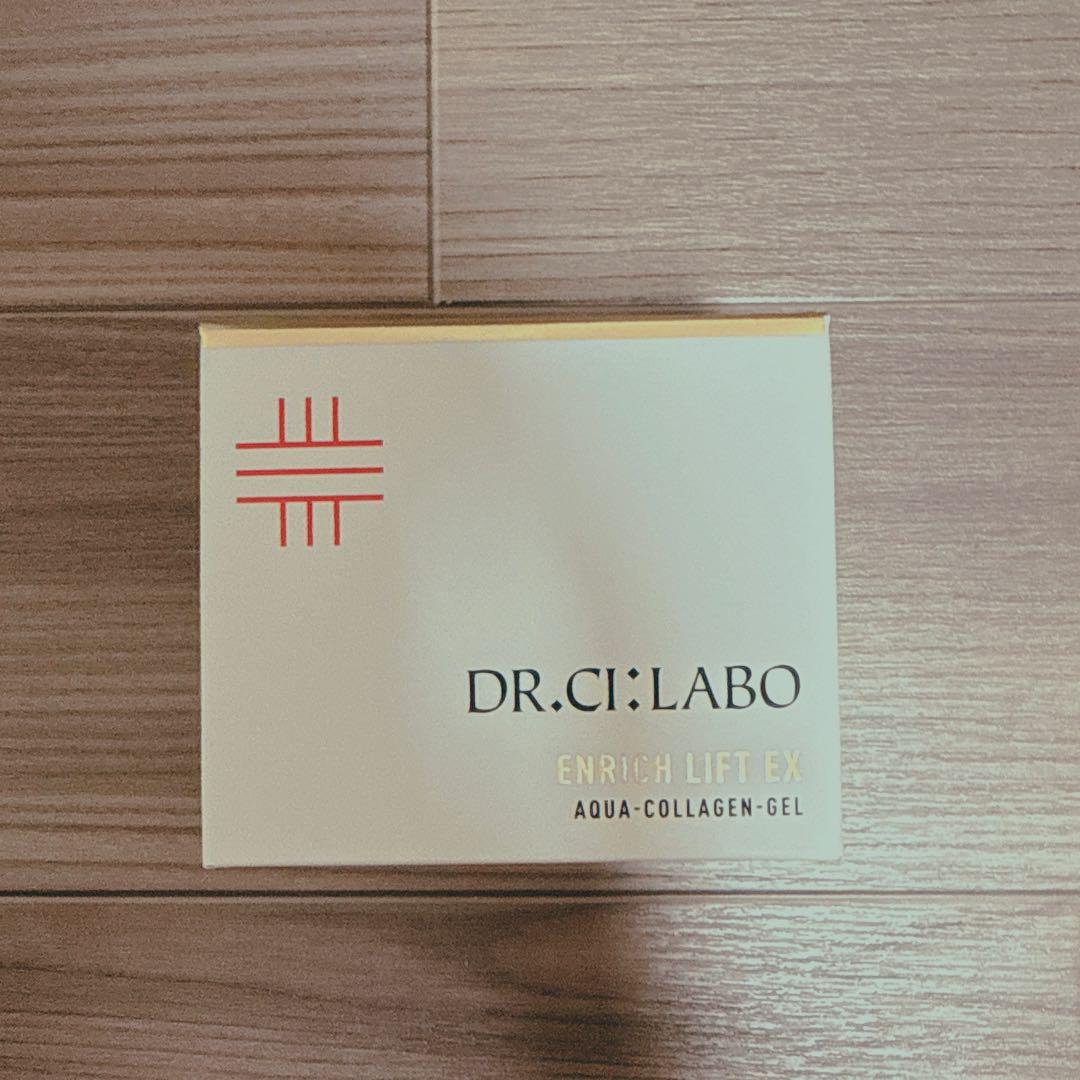 DR.CI:LABO
ENRICH LIFT EX
AQUA-COLLAGEN-GEL